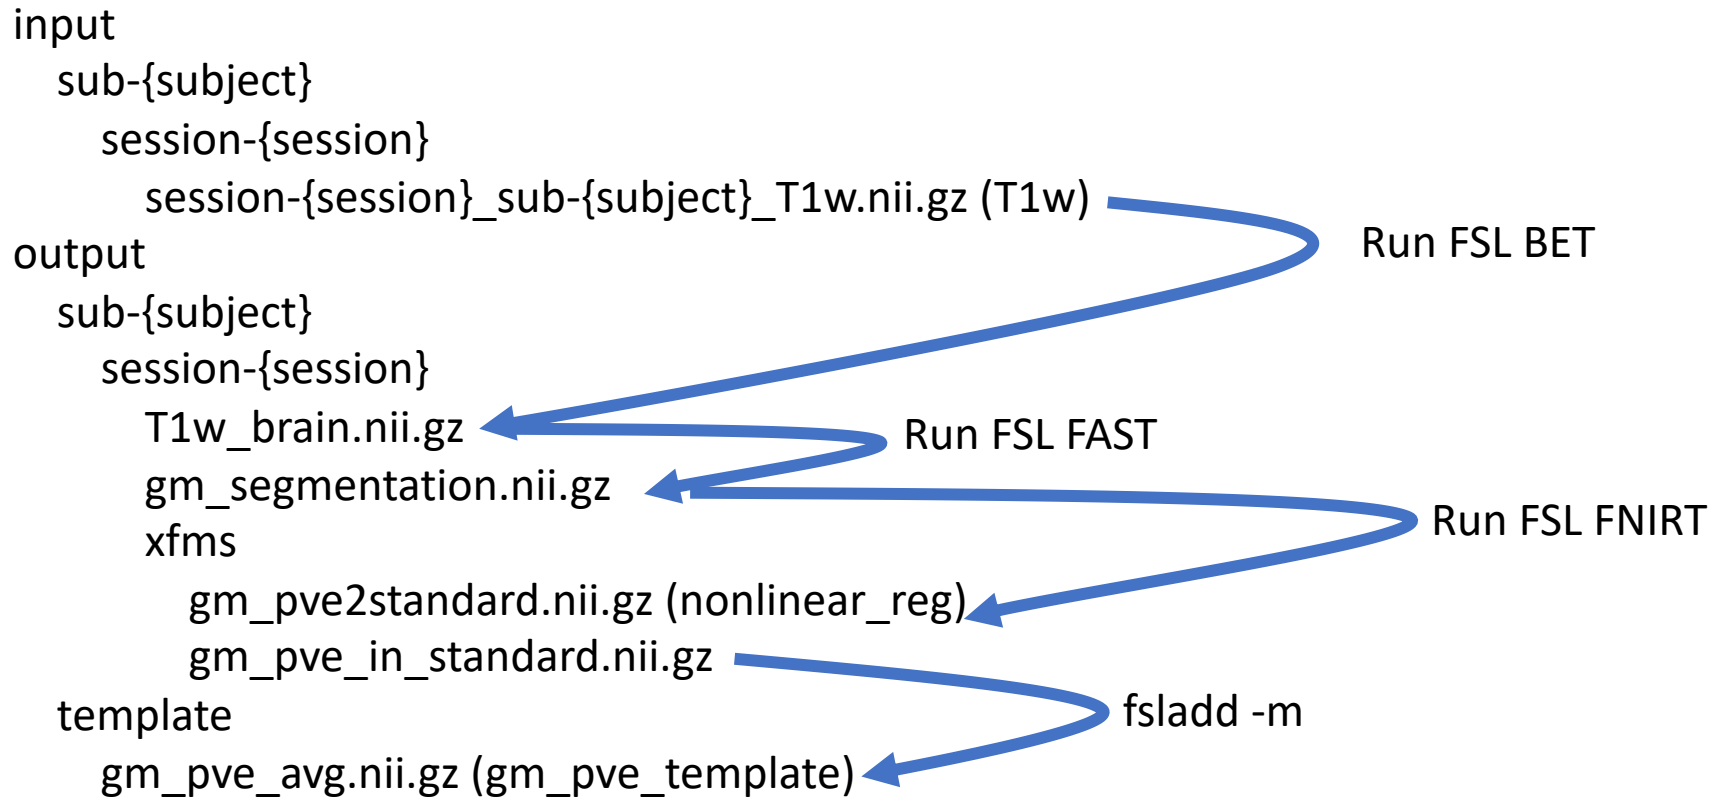 input
sub-{subject}
session-{session}
session-{session}_sub-{subject}_T1w.nii.gz (T1w)
Run FSL BET
output
sub-{subject}
session-{session}
T1w_brain.nii.gz
Run FSL FAST
gm_segmentation.nii.gz
Run FSL FNIRT
xfms
gm_pve2standard.nii.gz (nonlinear_reg)
gm_pve_in_standard.nii.gz
fsladd -m
template
gm_pve_avg.nii.gz (gm_pve_template)